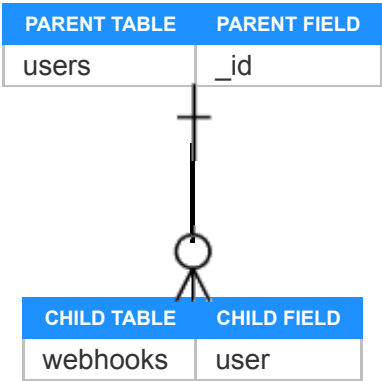 PARENT TABLE PARENT FIELD
users _id
CHILD TABLE CHILD FIELD
webhooks user